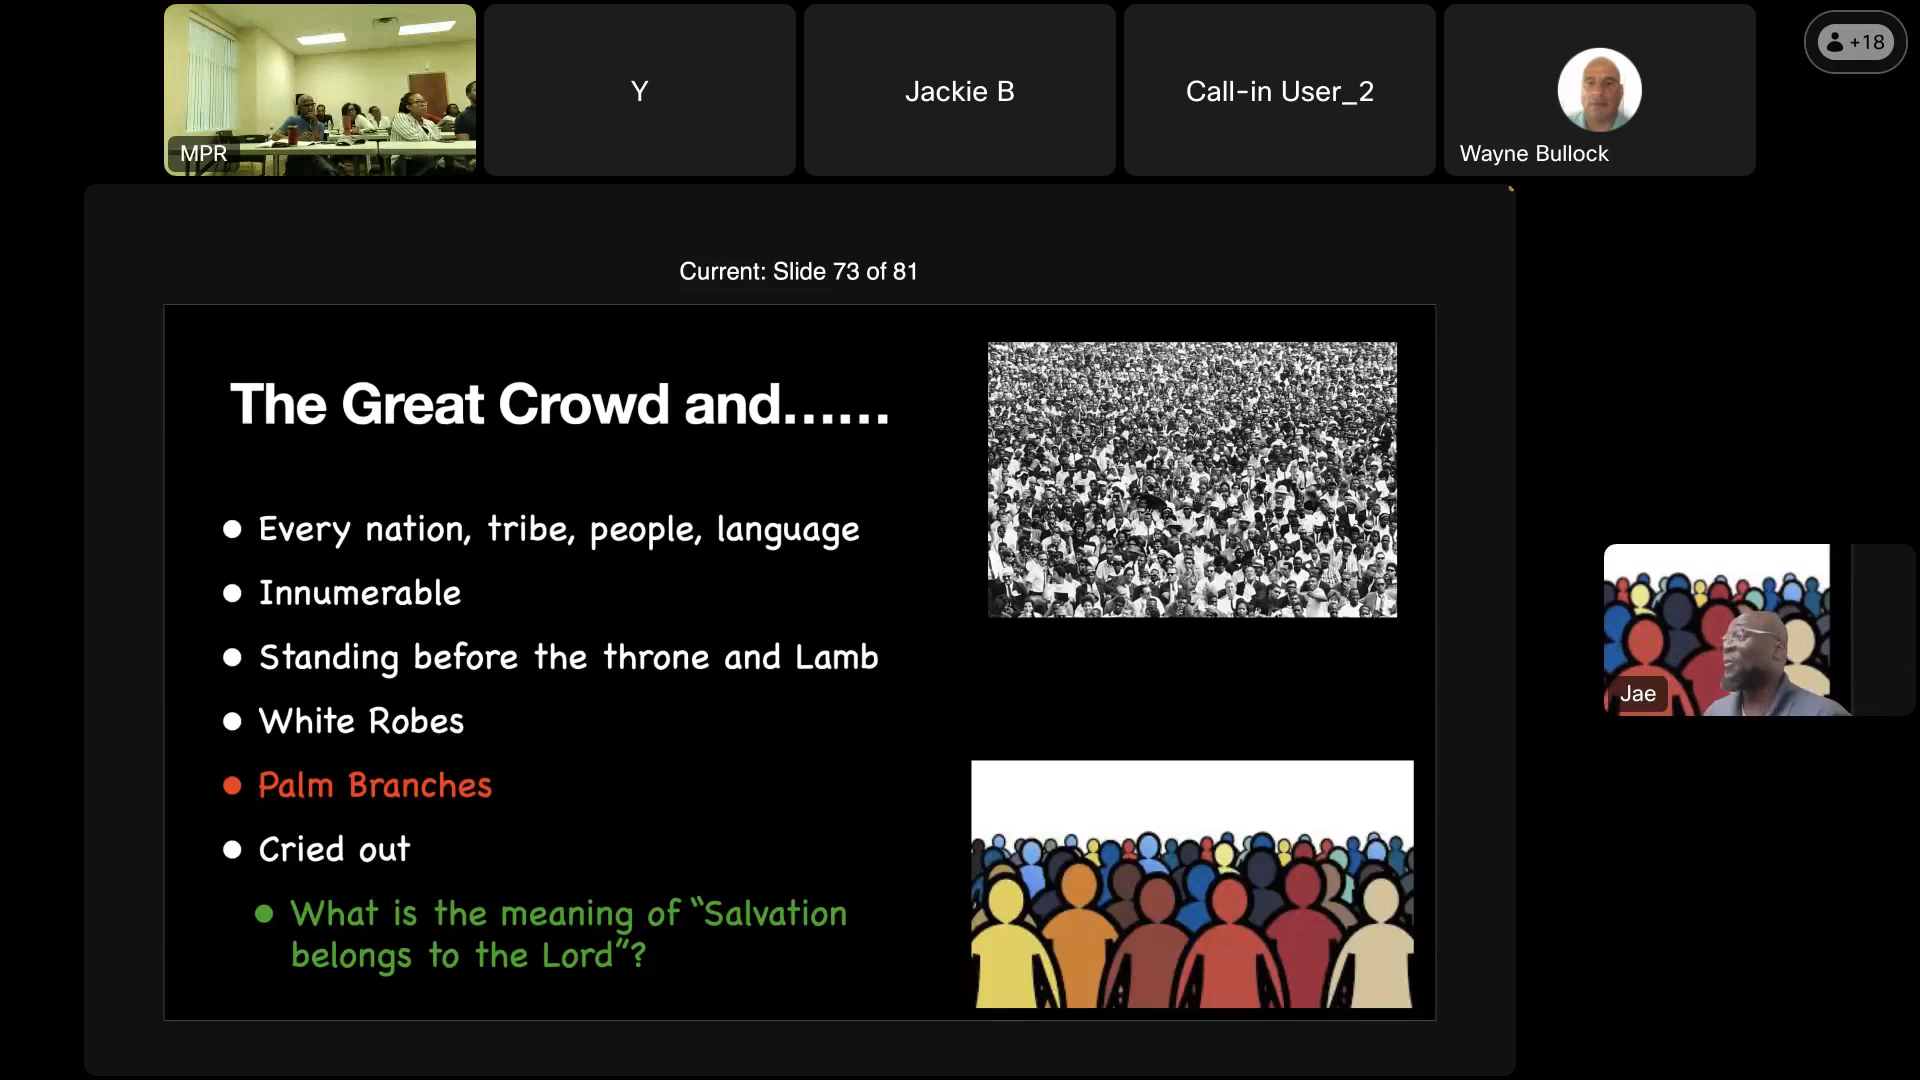 MPR
Y
Jackie B
Call-in User_2
Wayne Bullock
+18
Current: Slide 73 of 81
The Great Crowd and......
Every nation, tribe, people, language
Innumerable
Standing before the throne and Lamb
White Robes
Palm Branches
Cried out
What is the meaning of “Salvation
belongs to the Lord”?
Jae